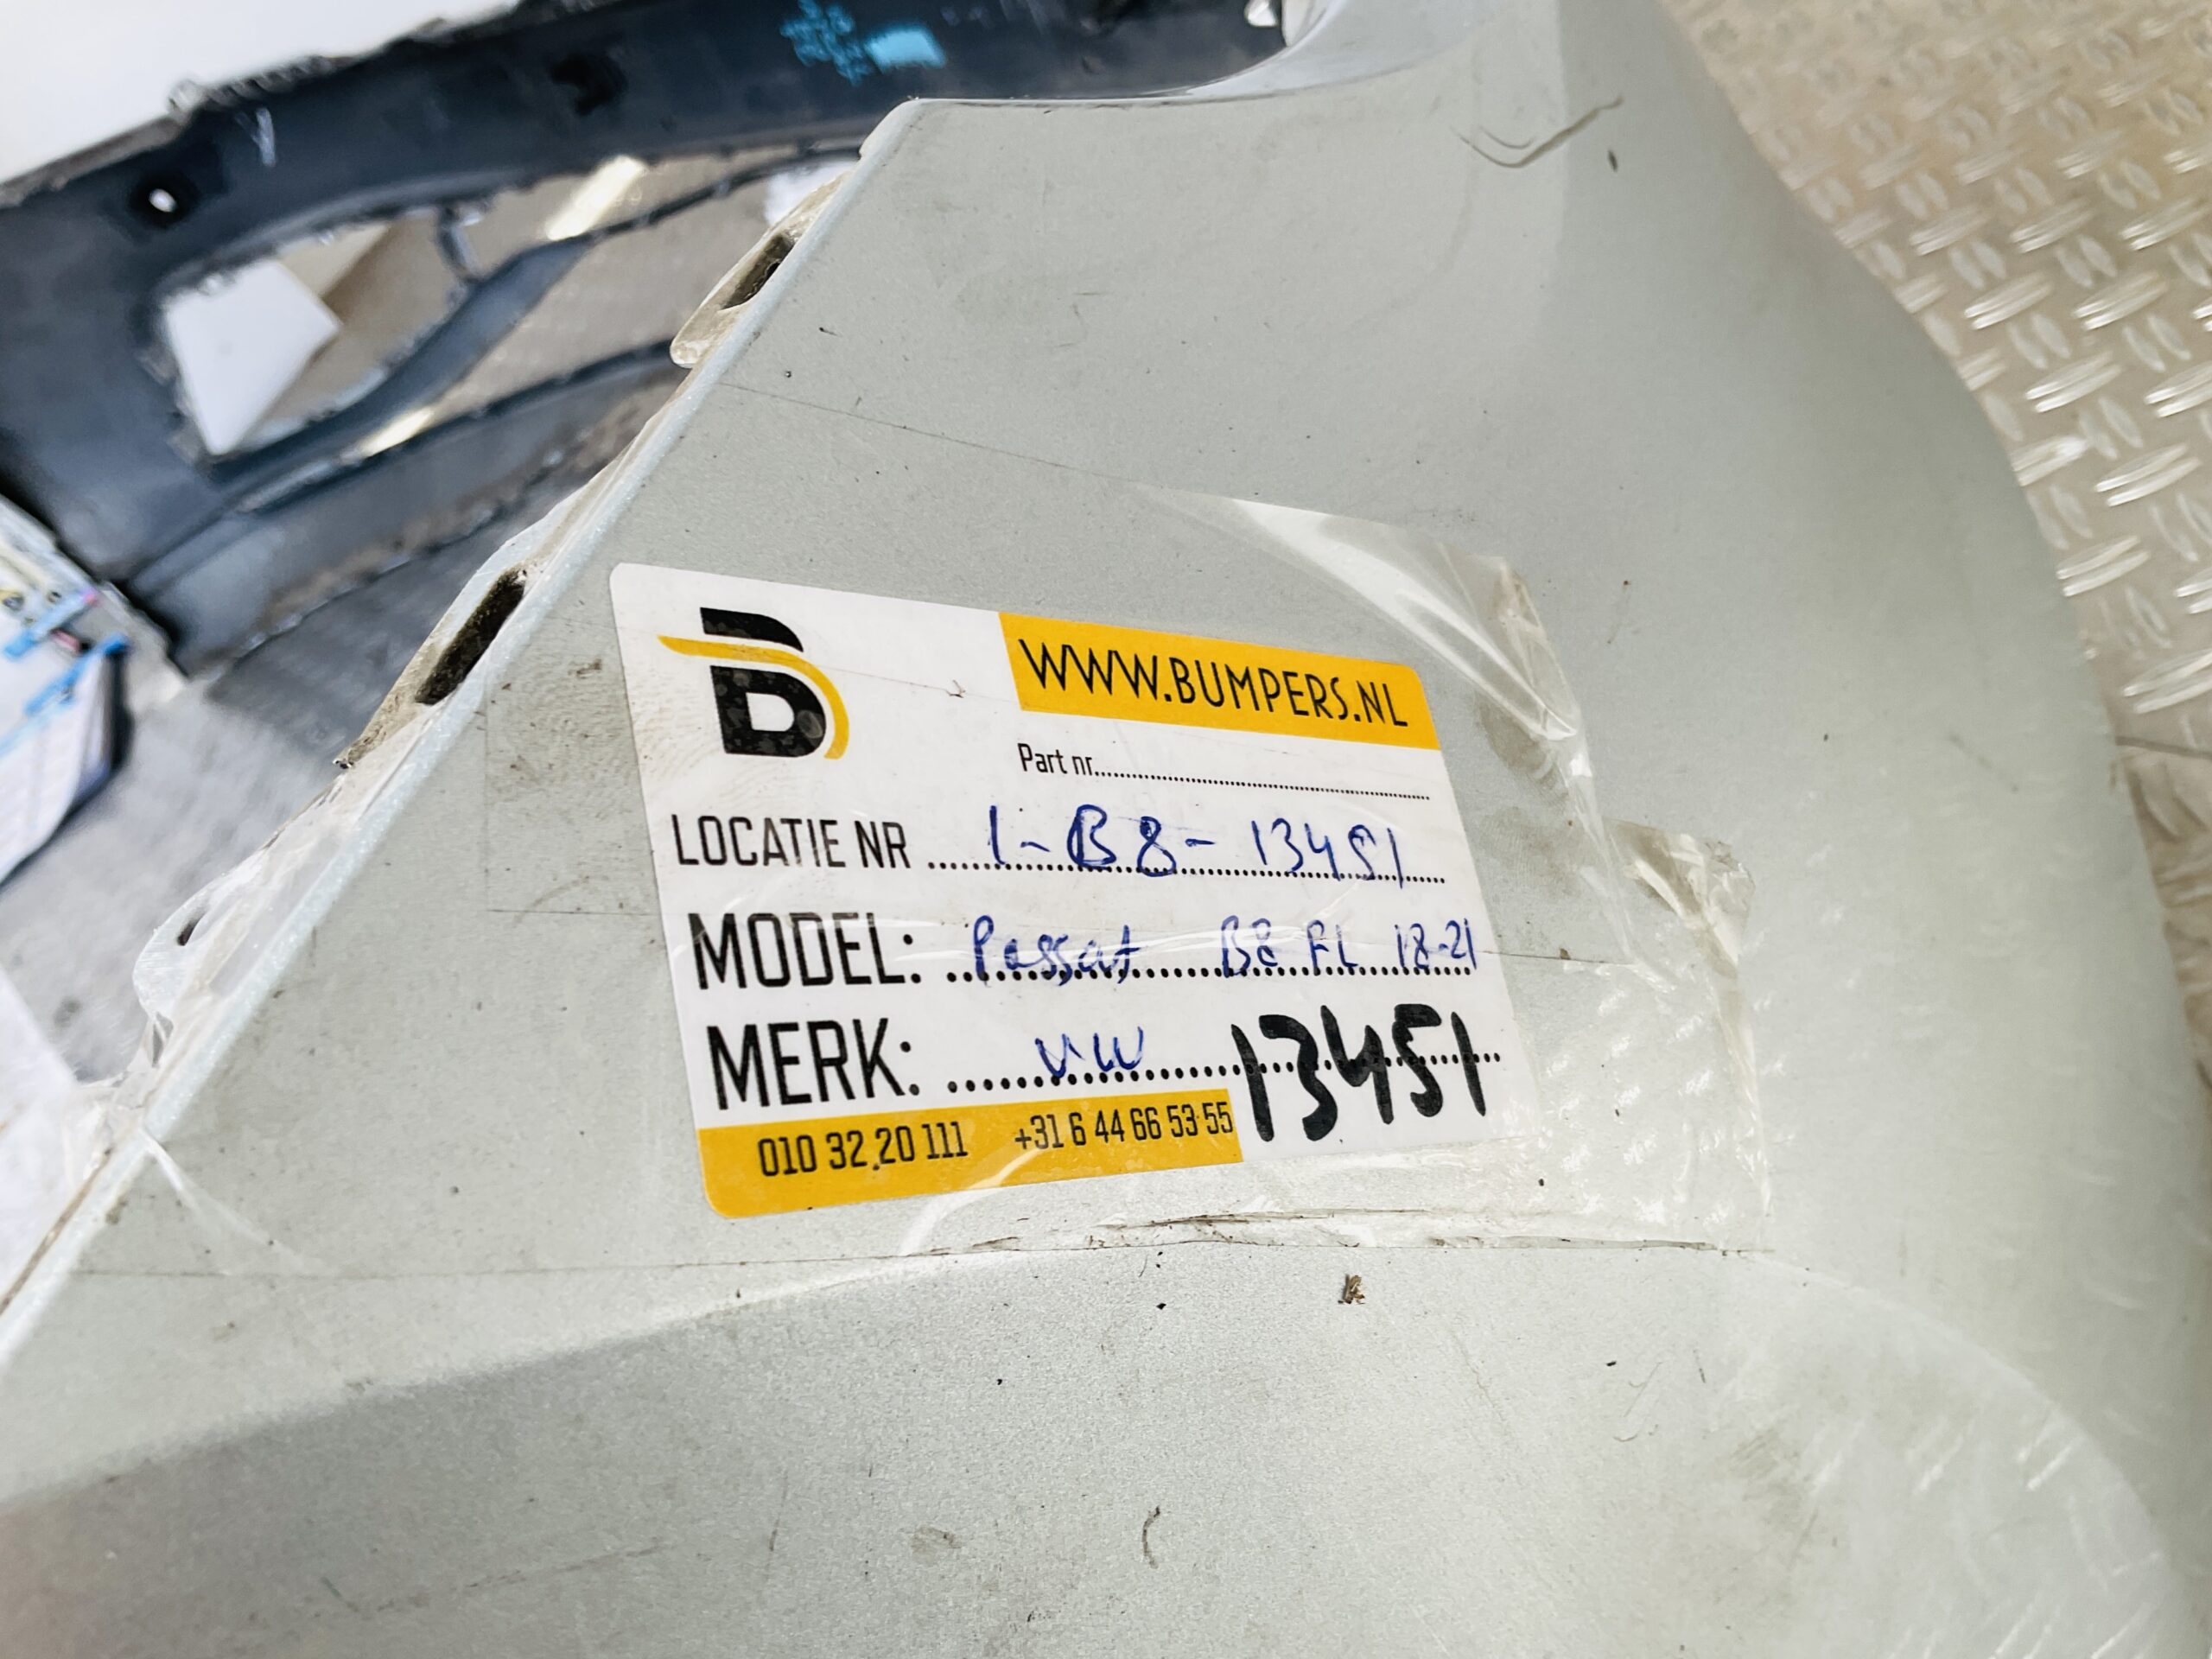 B
WWW.BUMPERS.NL
Part nr..........
LOCATIE NR ..... 1-B8-13451
MODEL: ..... Passat B8 FL 18-21
MERK: ..... VW 13451
010 32 20 111 +31 6 44 66 53 55